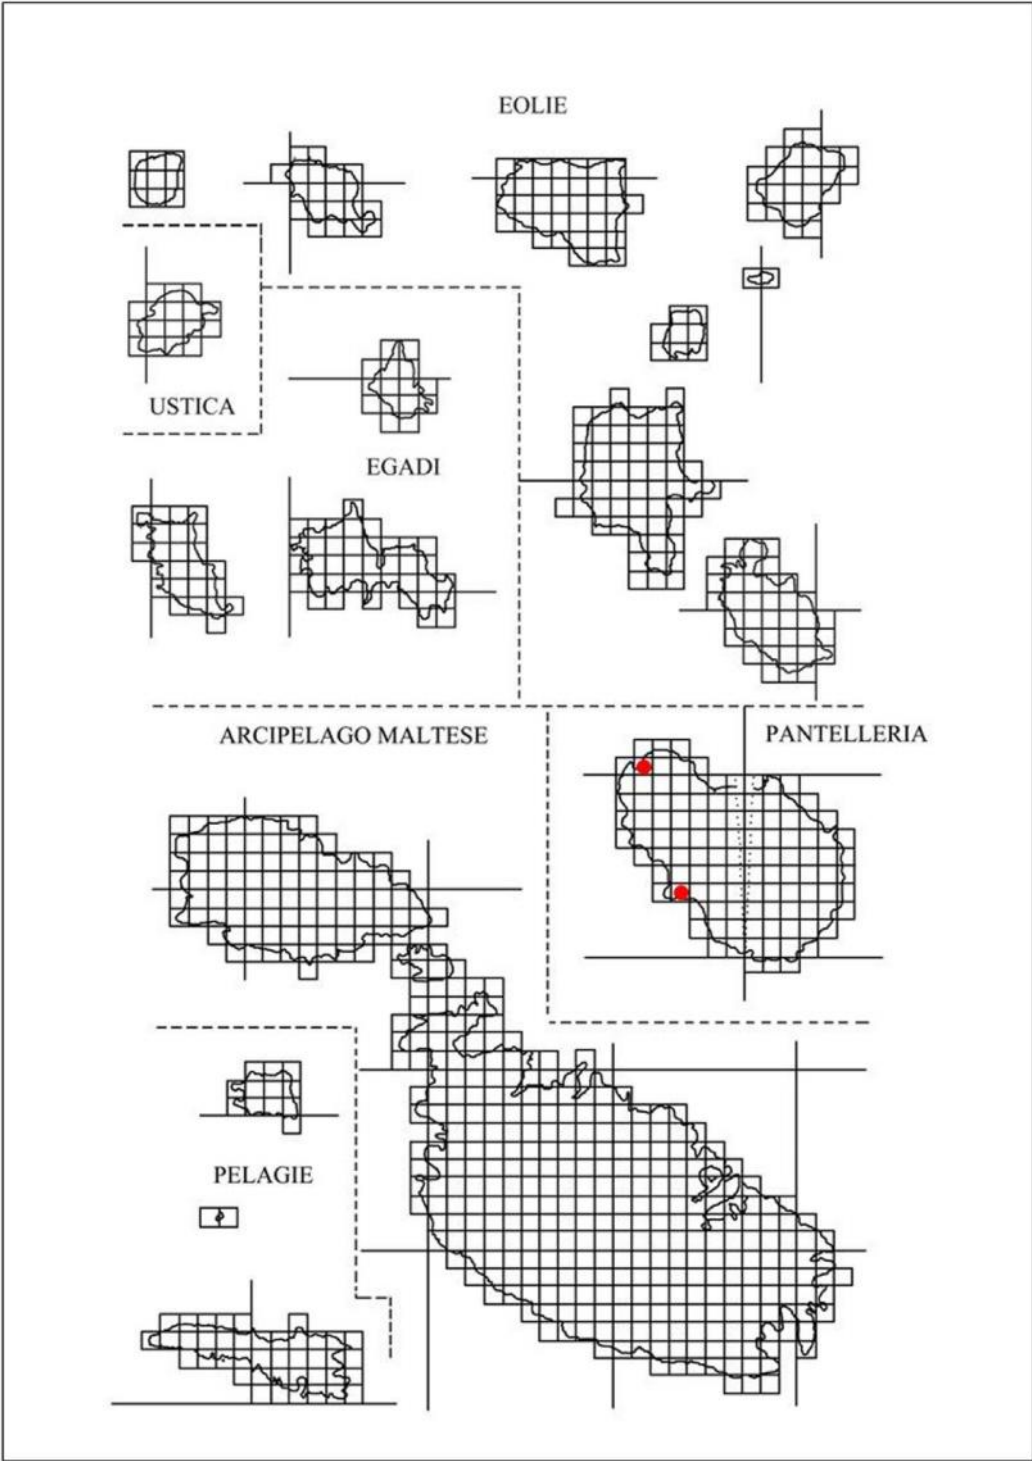 EOLIE
USTICA
EGADI
ARCIPELAGO MALTESE
PANTELLERIA
PELAGIE